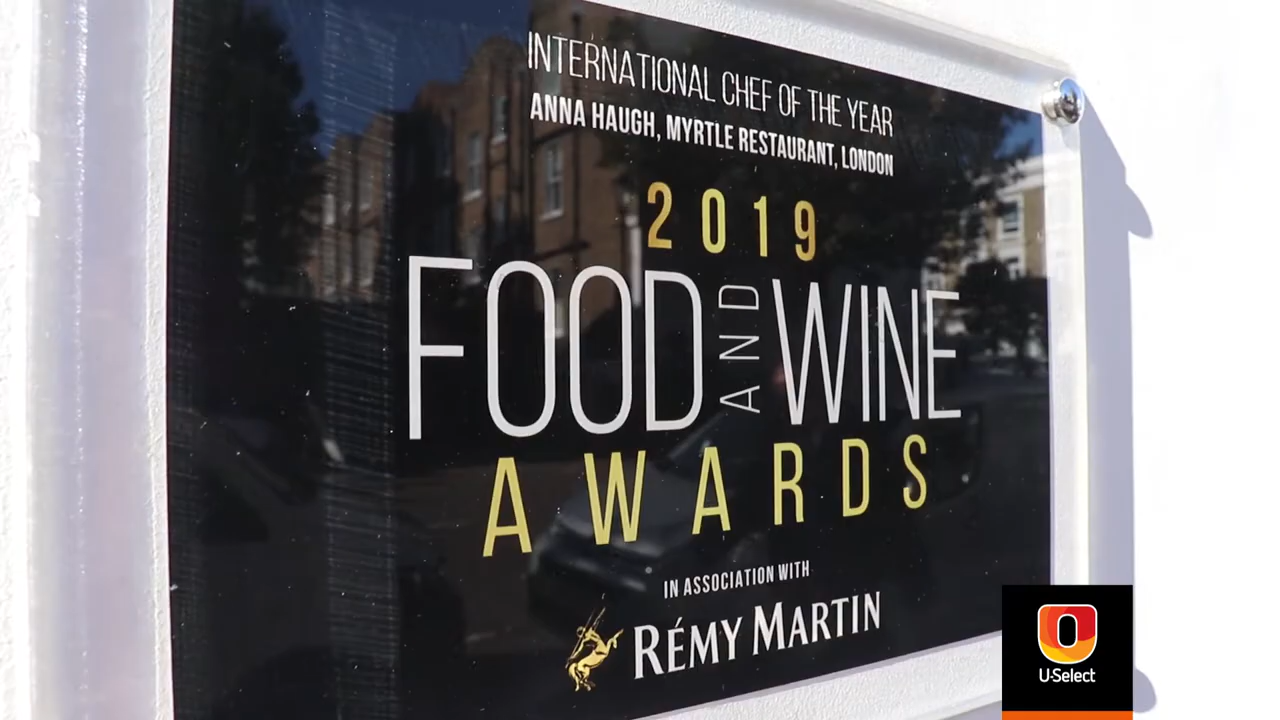 INTERNATIONAL CHEF OF THE YEAR
ANNA HAUGH, MYRTLE RESTAURANT, LONDON
2019
FOOD AND WINE
AWARDS
IN ASSOCIATION WITH
RÉMY MARTIN
U-Select